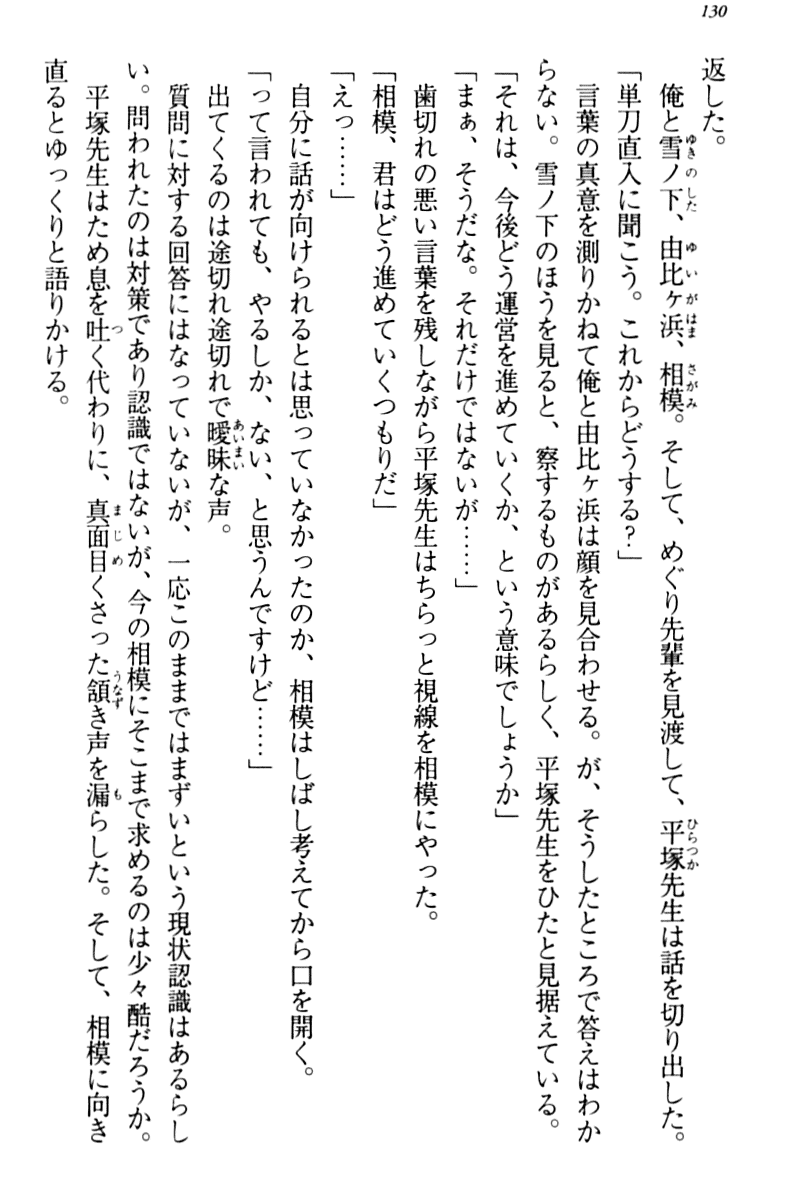 130
返した。
俺と雪ノ下、由比ヶ浜、相模。そして、めぐり先輩を見渡して、平塚先生は話を切り出した。
「単刀直入に聞こう。これからどうする？」
言葉の真意を測りかねて俺と由比ヶ浜は顔を見合わせる。が、そうしたところで答えはわか
らない。雪ノ下のほうを見ると、察するものがあるらしく、平塚先生をひたと見据えている。
「それは、今後どう運営を進めていくか、という意味でしょうか」
「まぁ、そうだな。それだけではないが……」
歯切れの悪い言葉を残しながら平塚先生はちらっと視線を相模にやった。
「相模、君はどう進めていくつもりだ」
「えっ……」
自分に話が向けられるとは思っていなかったのか、相模はしばし考えてから口を開く。
「って言われても、やるしか、ない、と思うんですけど……」
出てくるのは途切れ途切れで曖昧な声。
質問に対する回答にはなっていないが、一応このままではまずいという現状認識はあるらし
い。問われたのは対策であり認識ではないが、今の相模にそこまで求めるのは少々酷だろうか。
平塚先生はため息を吐く代わりに、真面目くさった頷き声を漏らした。そして、相模に向き
直るとゆっくりと語りかける。